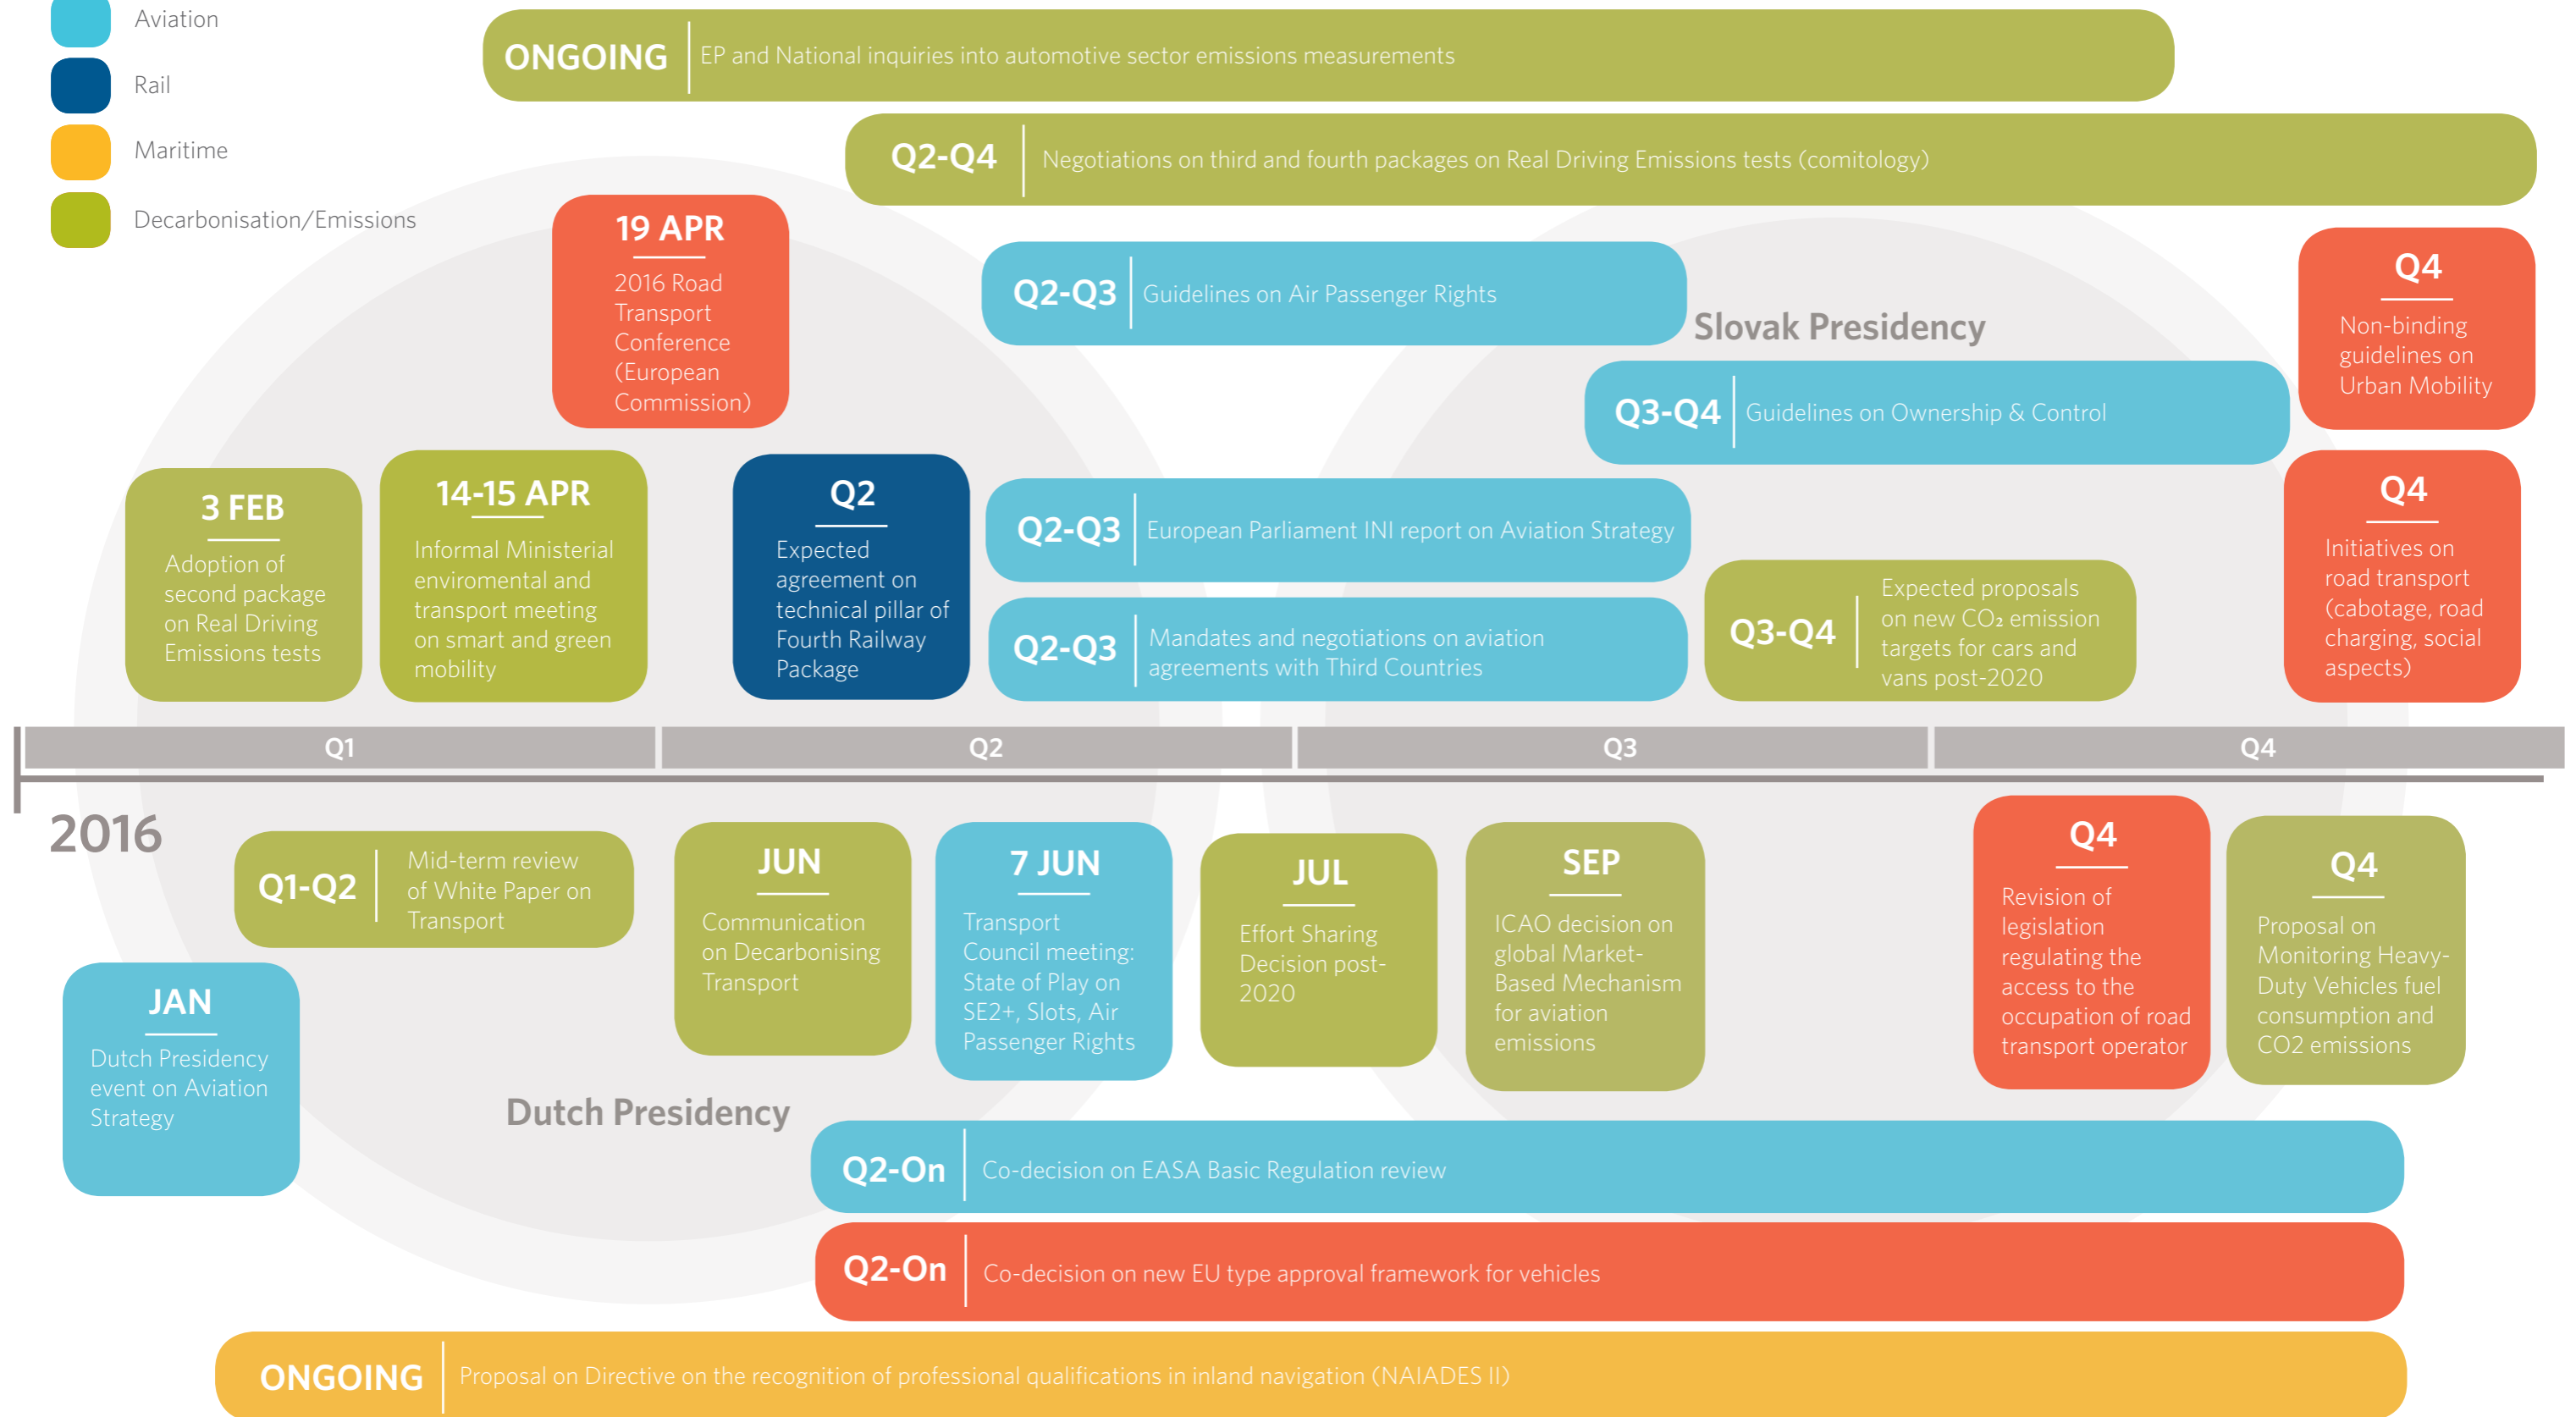 Aviation
Rail
Maritime
Decarbonisation/Emissions
ONGOING
EP and National inquiries into automotive sector emissions measurements
Q2-Q4
Negotiations on third and fourth packages on Real Driving Emissions tests (comitology)
19 APR
2016 Road
Transport
Conference
(European
Commission)
Q2-Q3
Guidelines on Air Passenger Rights
Slovak Presidency
Q4
Non-binding
guidelines on
Urban Mobility
Q3-Q4
Guidelines on Ownership & Control
3 FEB
Adoption of
second package
on Real Driving
Emissions tests
14-15 APR
Informal Ministerial
enviromental and
transport meeting
on smart and green
mobility
Q2
Expected
agreement on
technical pillar of
Fourth Railway
Package
Q2-Q3
European Parliament INI report on Aviation Strategy
Q2-Q3
Mandates and negotiations on aviation
agreements with Third Countries
Q3-Q4
Expected proposals
on new CO₂ emission
targets for cars and
vans post-2020
Q4
Initiatives on
road transport
(cabotage, road
charging, social
aspects)
Q1
Q2
Q3
Q4
2016
Q1-Q2
Mid-term review
of White Paper on
Transport
JAN
Dutch Presidency
event on Aviation
Strategy
JUN
Communication
on Decarbonising
Transport
7 JUN
Transport
Council meeting:
State of Play on
SE2+, Slots, Air
Passenger Rights
JUL
Effort Sharing
Decision post-
2020
SEP
ICAO decision on
global Market-
Based Mechanism
for aviation
emissions
Q4
Revision of
legislation
regulating the
access to the
occupation of road
transport operator
Q4
Proposal on
Monitoring Heavy-
Duty Vehicles fuel
consumption and
CO2 emissions
Dutch Presidency
Q2-On
Co-decision on EASA Basic Regulation review
Q2-On
Co-decision on new EU type approval framework for vehicles
ONGOING
Proposal on Directive on the recognition of professional qualifications in inland navigation (NAIADES II)